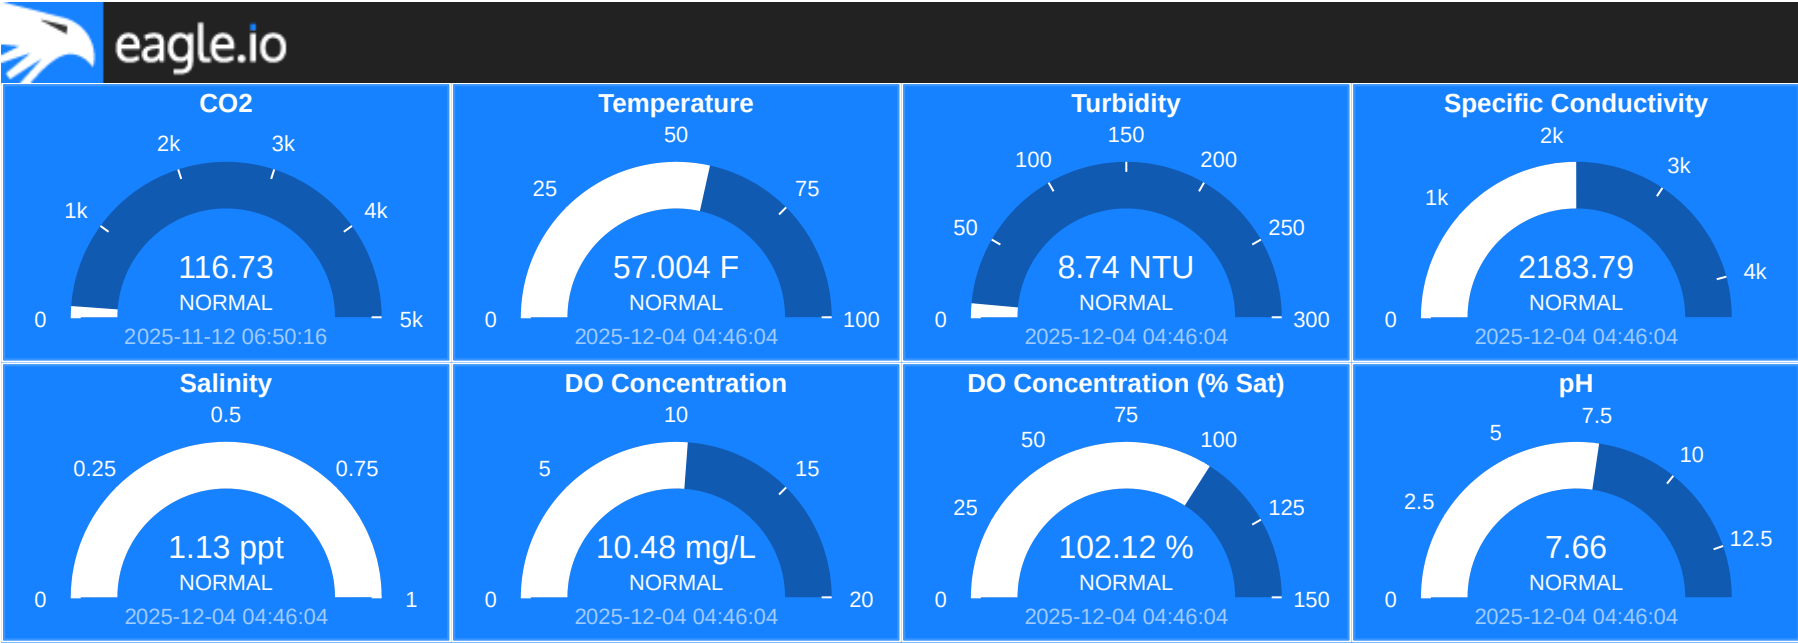 eagle.io
CO2
0
1k
2k
3k
4k
5k
116.73
NORMAL
2025-11-12 06:50:16
Temperature
0
25
50
75
100
57.004 F
NORMAL
2025-12-04 04:46:04
Turbidity
0
50
100
150
200
250
300
8.74 NTU
NORMAL
2025-12-04 04:46:04
Specific Conductivity
0
1k
2k
3k
4k
2183.79
NORMAL
2025-12-04 04:46:04
Salinity
0
0.25
0.5
0.75
1
1.13 ppt
NORMAL
2025-12-04 04:46:04
DO Concentration
0
5
10
15
20
10.48 mg/L
NORMAL
2025-12-04 04:46:04
DO Concentration (% Sat)
0
25
50
75
100
125
150
102.12 %
NORMAL
2025-12-04 04:46:04
pH
0
2.5
5
7.5
10
12.5
7.66
NORMAL
2025-12-04 04:46:04